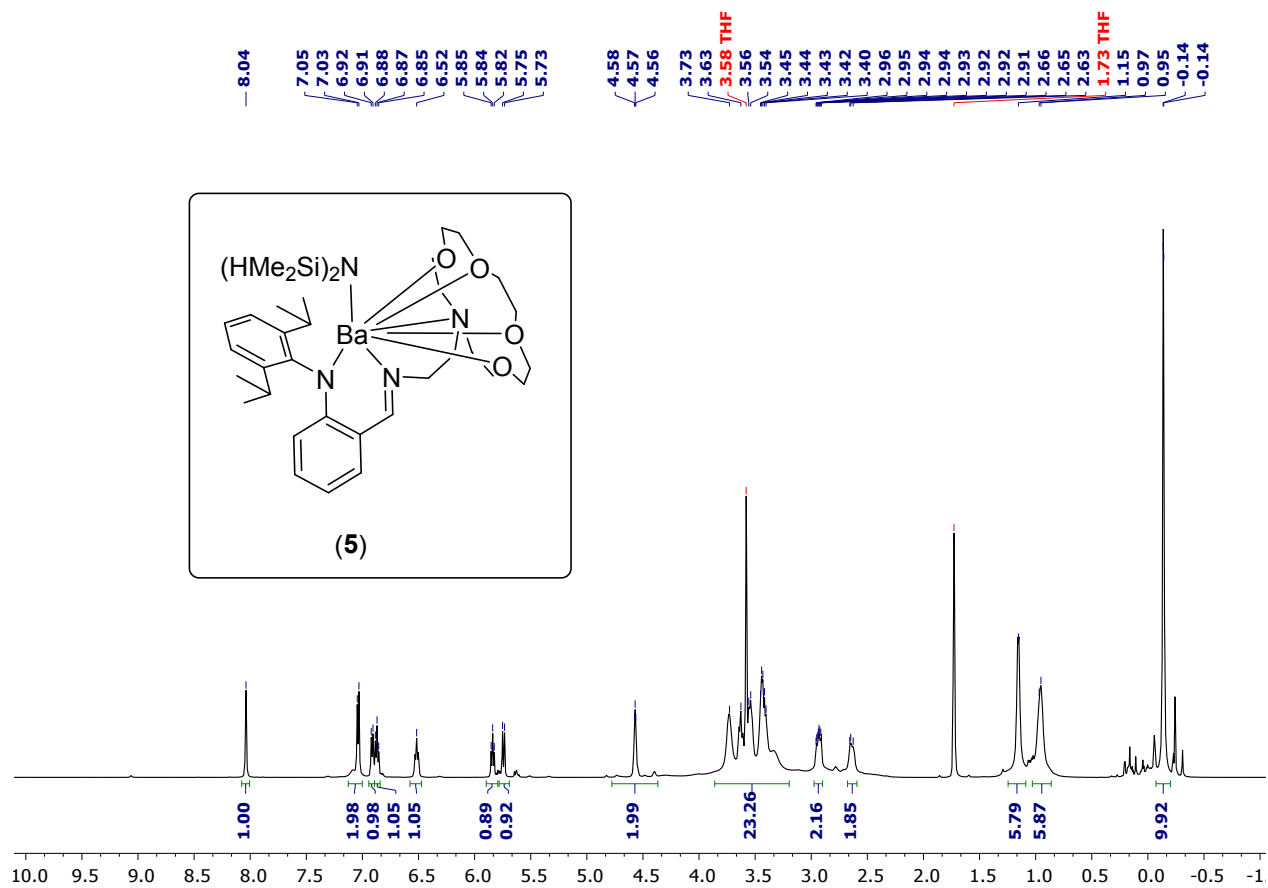 8.04 7.05 7.03 6.92 6.91 6.88 6.87 6.85 6.52 5.85 5.84 5.82 5.75 5.73 4.58 4.57 4.56 3.73 3.63 3.58 THF 3.56 3.54 3.45 3.44 3.43 3.42 3.40 2.96 2.95 2.94 2.94 2.93 2.92 2.92 2.91 2.66 2.65 2.63 1.73 THF 1.15 0.97 0.95 -0.14 -0.14
(HMe2Si)2N
O
O
N
Ba
O
O
N
N
(5)
1.00 1.98 0.98 1.05 1.05 0.89 0.92 1.99 23.26 2.16 1.85 5.79 5.87 9.92
10.0 9.5 9.0 8.5 8.0 7.5 7.0 6.5 6.0 5.5 5.0 4.5 4.0 3.5 3.0 2.5 2.0 1.5 1.0 0.5 0.0 -0.5